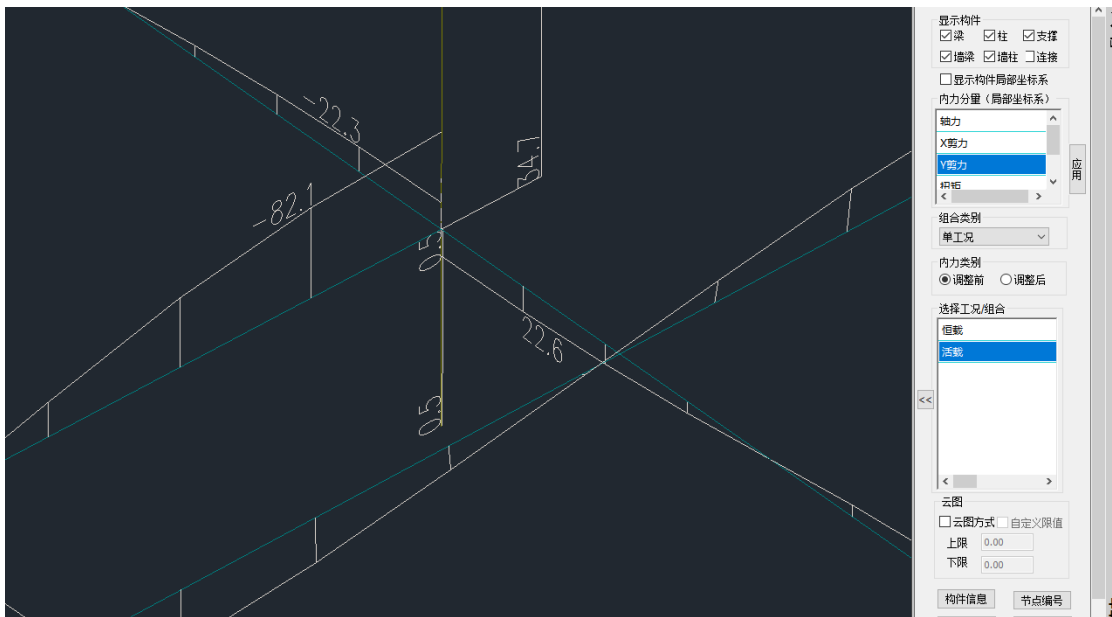 -22.3
-82.1
34.7
0.5
22.6
0.5
显示构件
梁 柱 支撑
墙梁 墙柱 连接
显示构件局部坐标系
内力分量（局部坐标系）
轴力
X剪力
Y剪力
扭矩
应用
组合类别
单工况
内力类别
调整前 调整后
选择工况/组合
恒载
活载
<<
云图
云图方式 自定义限值
上限 0.00
下限 0.00
构件信息 节点编号